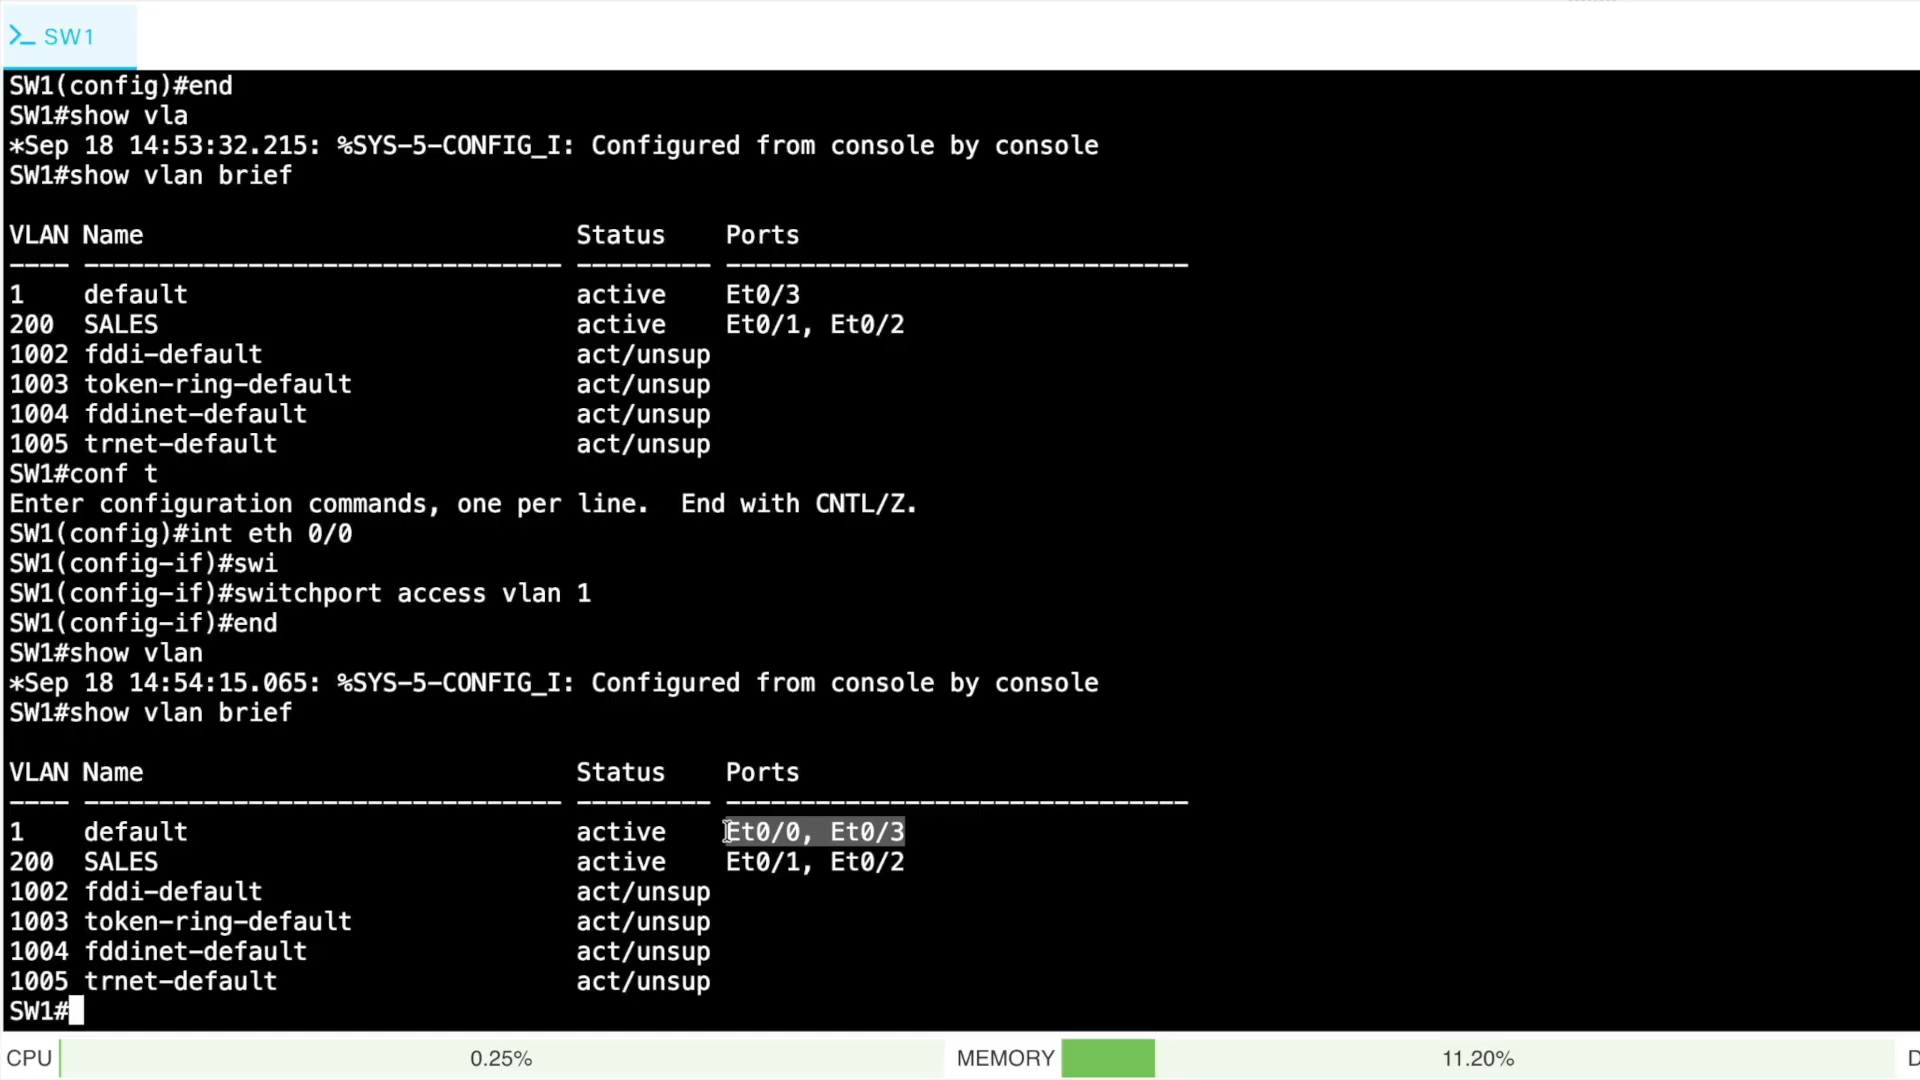 >_ SW1
SW1(config)#end
SW1#show vla
*Sep 18 14:53:32.215: %SYS-5-CONFIG_I: Configured from console by console
SW1#show vlan brief
VLAN Name                             Status    Ports
---- -------------------------------- --------- -------------------------------
1    default                          active    Et0/3
200  SALES                            active    Et0/1, Et0/2
1002 fddi-default                     act/unsup
1003 token-ring-default               act/unsup
1004 fddinet-default                  act/unsup
1005 trnet-default                    act/unsup
SW1#conf t
Enter configuration commands, one per line.  End with CNTL/Z.
SW1(config)#int eth 0/0
SW1(config-if)#swi
SW1(config-if)#switchport access vlan 1
SW1(config-if)#end
SW1#show vlan
*Sep 18 14:54:15.065: %SYS-5-CONFIG_I: Configured from console by console
SW1#show vlan brief
VLAN Name                             Status    Ports
---- -------------------------------- --------- -------------------------------
1    default                          active    Et0/0, Et0/3
200  SALES                            active    Et0/1, Et0/2
1002 fddi-default                     act/unsup
1003 token-ring-default               act/unsup
1004 fddinet-default                  act/unsup
1005 trnet-default                    act/unsup
SW1#
CPU 0.25% MEMORY 11.20%